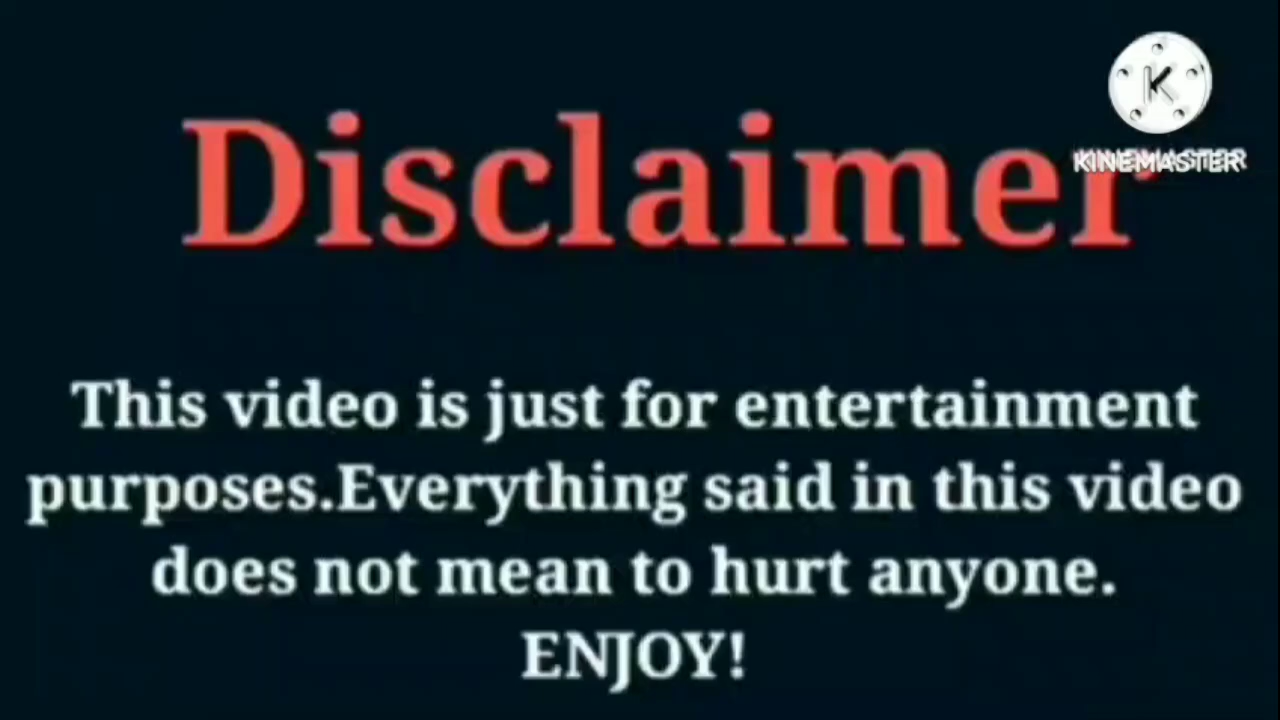 K
KINEMASTER
Disclaimer
This video is just for entertainment
purposes.Everything said in this video
does not mean to hurt anyone.
ENJOY!